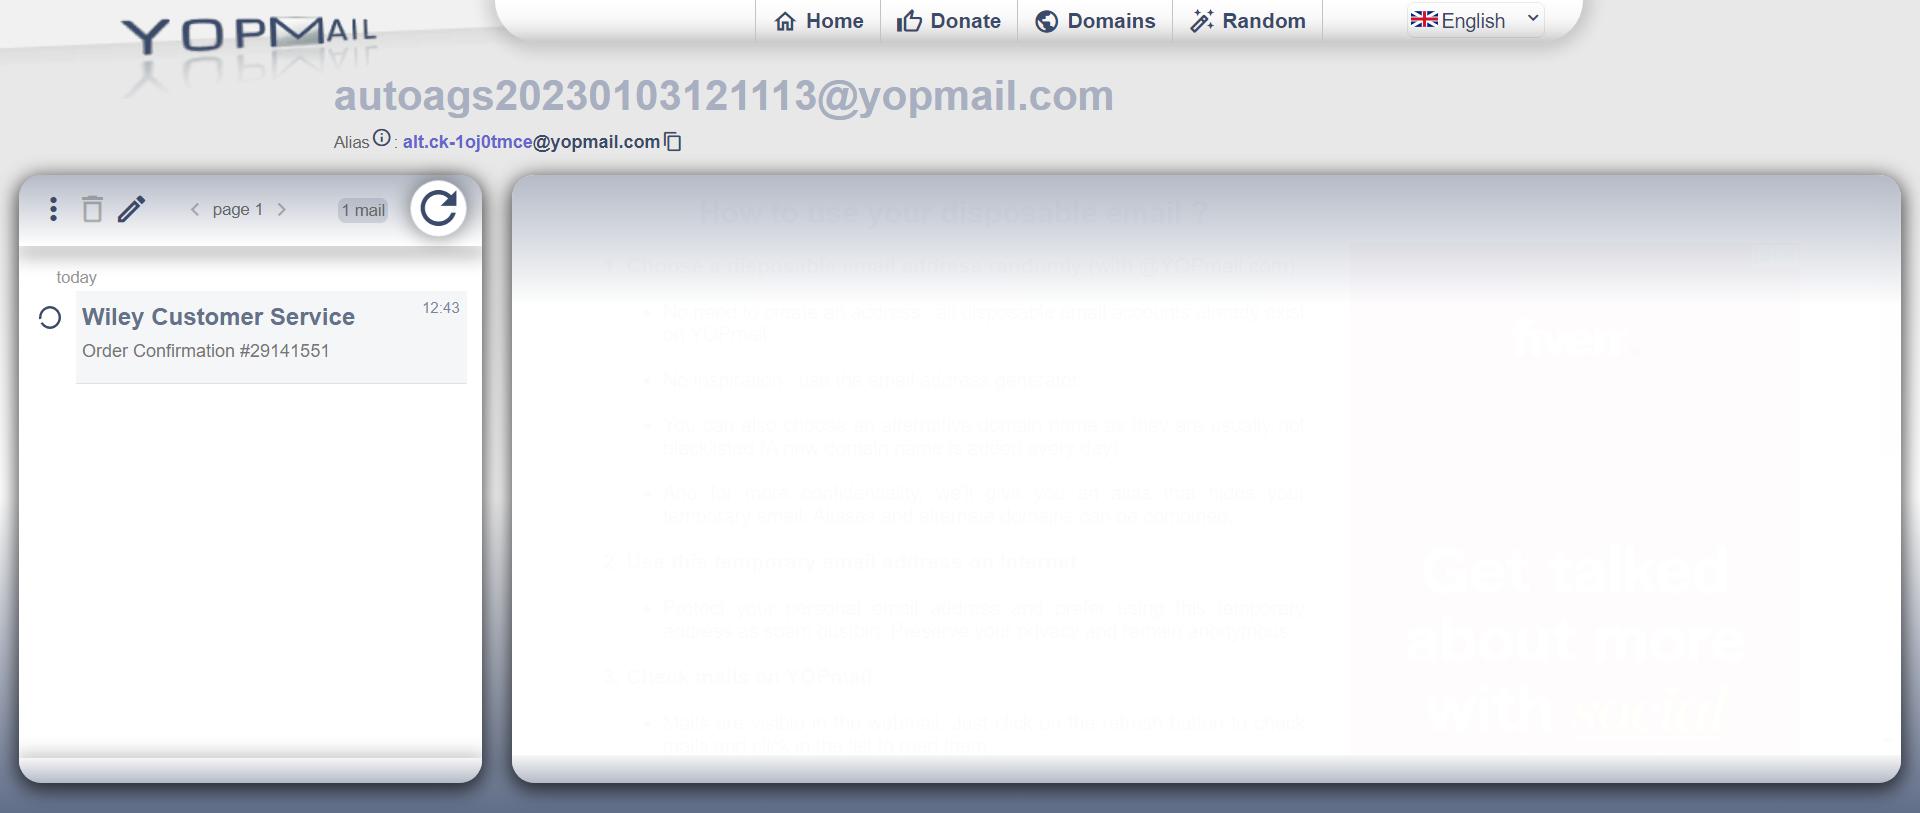 YOPMAIL
Home
Donate
Domains
Random
English
autoags20230103121113@yopmail.com
Alias : alt.ck-1oj0tmce@yopmail.com
page 1
1 mail
today
Wiley Customer Service
12:43
Order Confirmation #29141551
How to use your disposable email ?
1. Choose a disposable email address randomly (with @YOPmail.com)
No need to create an address : all disposable email accounts already exist
on YOPmail.
No inspiration : use the email address generator.
You can also choose an alternative domain name as they are usually not
blacklisted (A new domain name is added every day)
And for more confidentiality, we'll give you an alias that hides your
temporary email. Aliases and alternate domains can be combined.
2. Use this temporary email address on Internet
Protect your personal email address and prefer using this temporary
address as spam dustbin. Preserve your privacy and remain anonymous.
3. Check mails on YOPmail
Mails are visible in the webmail. Just click on the refresh button to check
mails and click in the list to read them.
fiverr.
Get talked
about more
with social